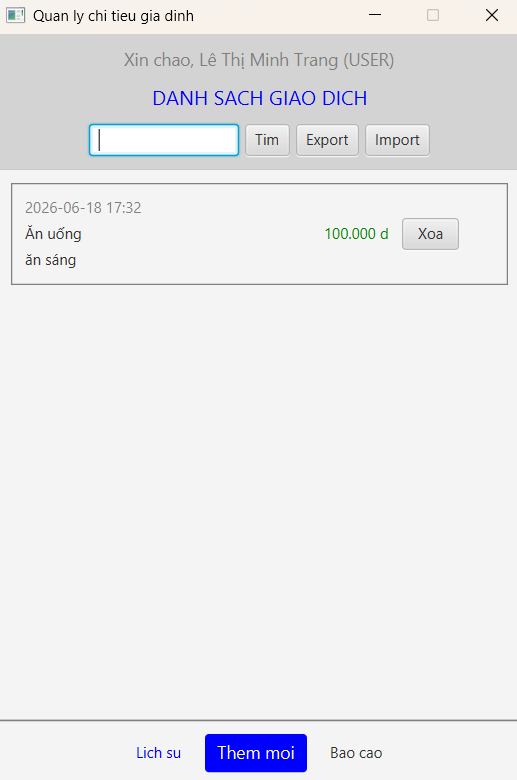 Quan ly chi tieu gia dinh
Xin chao, Lê Thị Minh Trang (USER)
DANH SACH GIAO DICH
Tim Export Import
2026-06-18 17:32
Ăn uống 100.000 d Xoa
ăn sáng
Lich su Them moi Bao cao